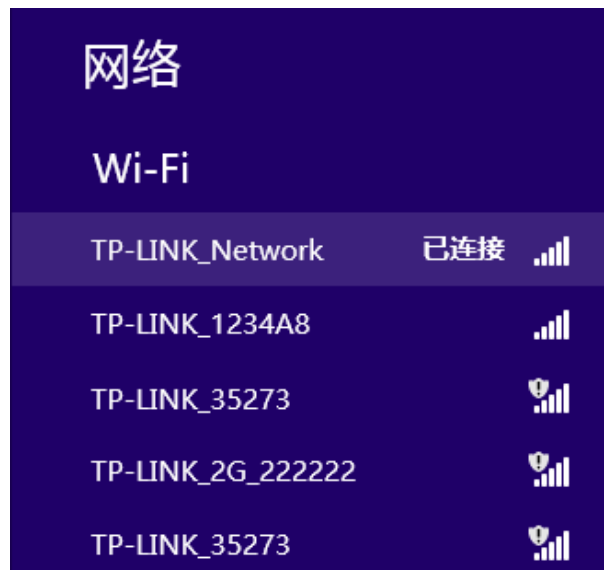 网络
Wi-Fi
TP-LINK_Network 已连接
TP-LINK_1234A8
TP-LINK_35273
TP-LINK_2G_222222
TP-LINK_35273